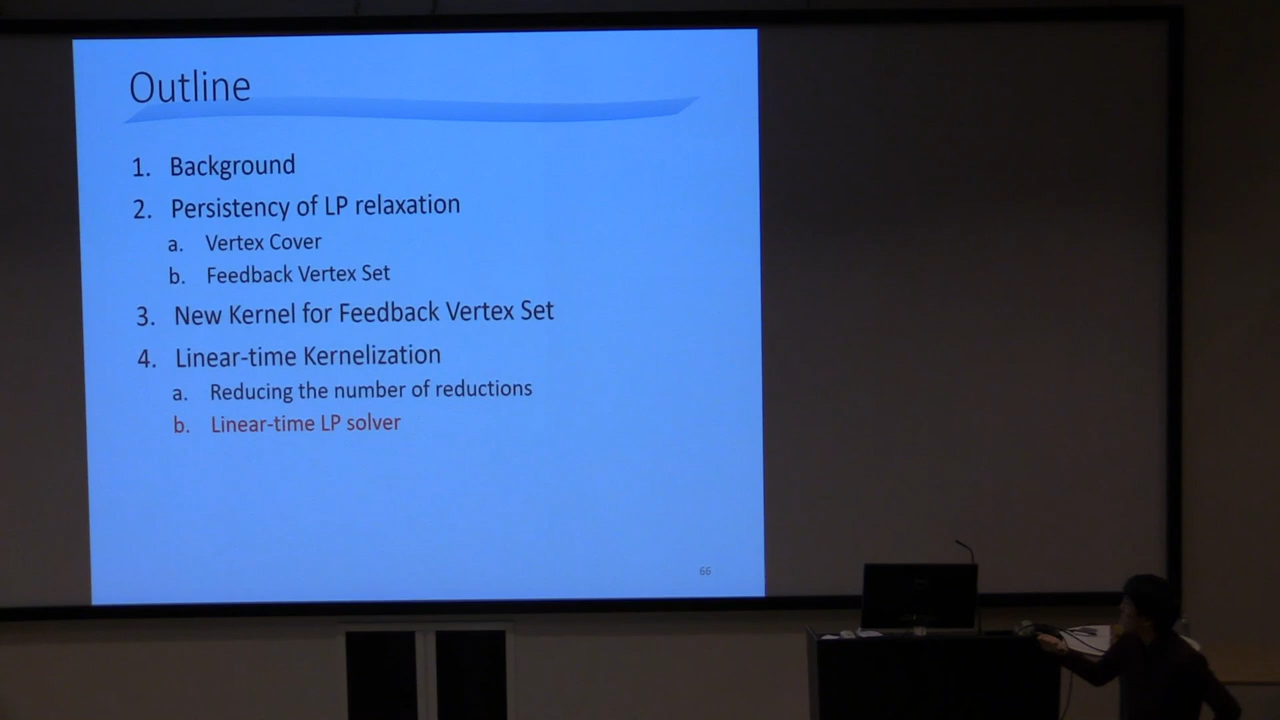 Outline
1. Background
2. Persistency of LP relaxation
a. Vertex Cover
b. Feedback Vertex Set
3. New Kernel for Feedback Vertex Set
4. Linear-time Kernelization
a. Reducing the number of reductions
b. Linear-time LP solver
66